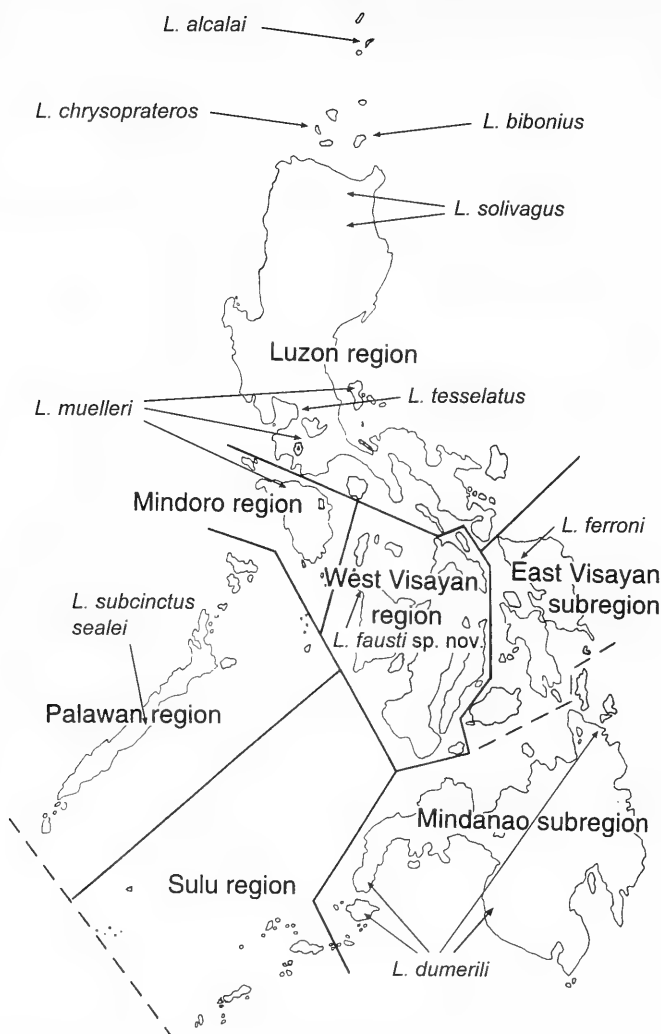 L. alcalai
L. chrysoprateros
L. bibonius
L. solivagus
Luzon region
L. muelleri
L. tesselatus
Mindoro region
L. ferroni
West Visayan
region
East Visayan
subregion
L. subcinctus
sealei
L. fausti sp. nov.
Palawan region
Mindanao subregion
Sulu region
L. dumerili